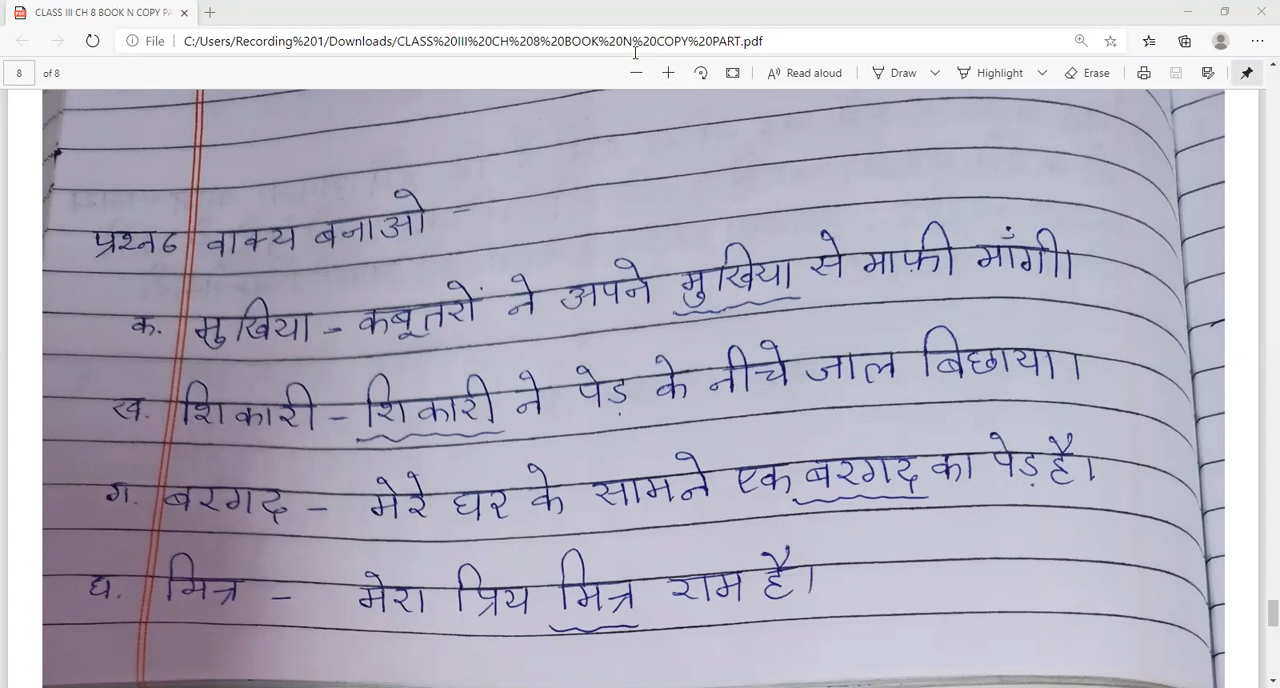 CLASS III CH 8 BOOK N COPY PA
File C:/Users/Recording%201/Downloads/CLASS%20III%20CH%208%20BOOK%20N%20COPY%20PART.pdf
8 of 8 Read aloud Draw Highlight Erase
प्रश्न८ वाक्य बनाओ –
क. मुखिया – कबूतरों ने अपने मुखिया से माफ़ी माँगी।
ख. शिकारी – शिकारी ने पेड़ के नीचे जाल बिछाया।
ग. बरगद – मेरे घर के सामने एक बरगद का पेड़ है।
घ. मित्र – मेरा प्रिय मित्र राम है।